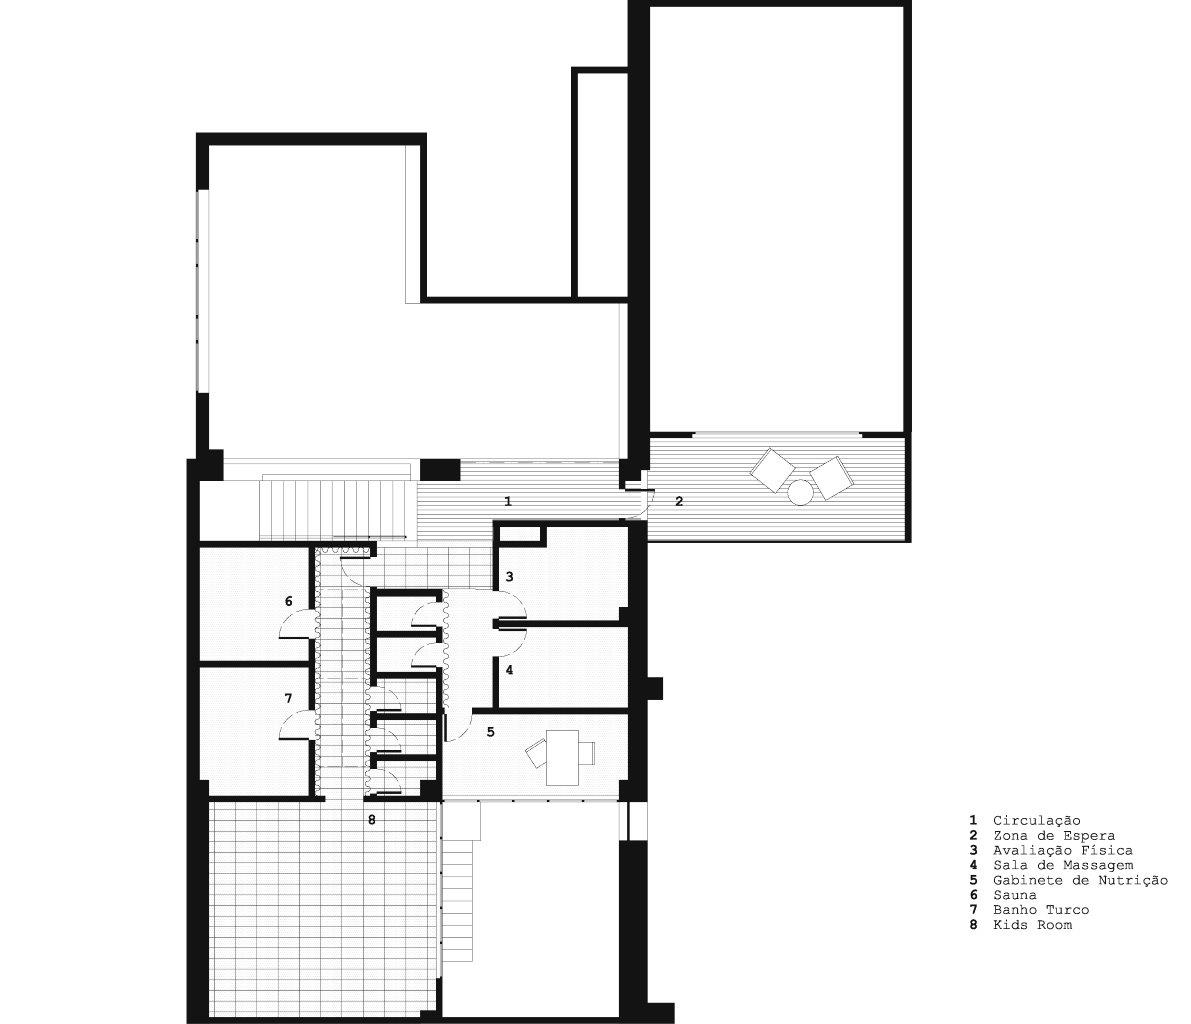 1
2
3
6
4
7
5
8
1 Circulação
2 Zona de Espera
3 Avaliação Física
4 Sala de Massagem
5 Gabinete de Nutrição
6 Sauna
7 Banho Turco
8 Kids Room